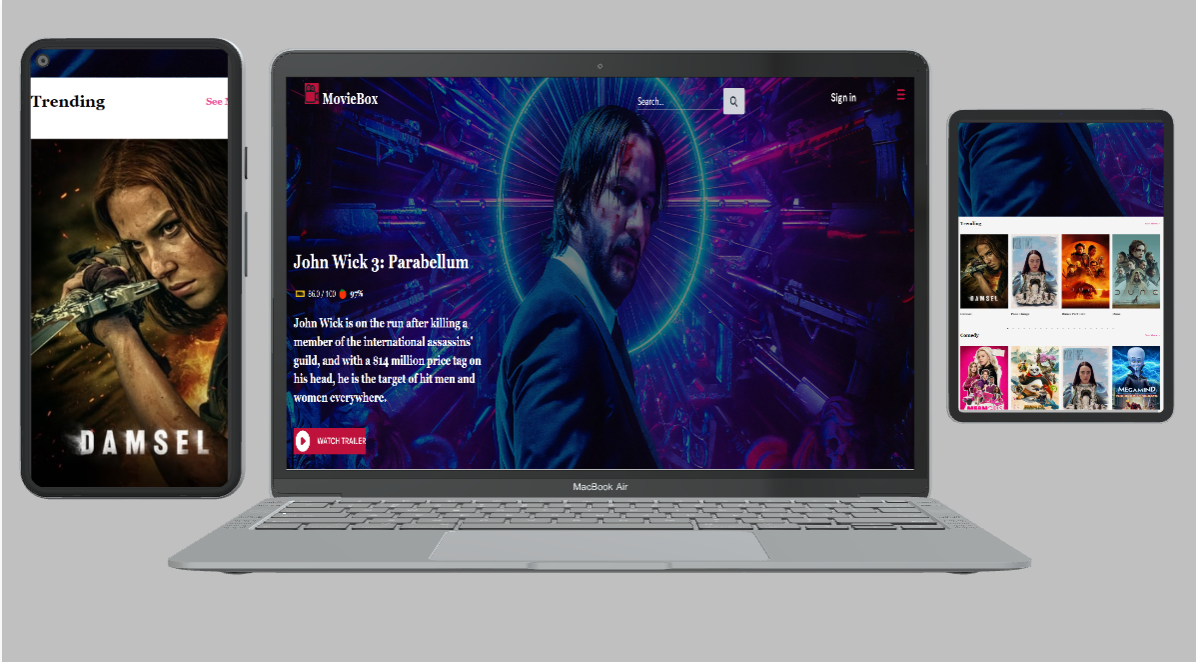 Trending
See
DAMSEL
MovieBox
Search...
Sign in
John Wick 3: Parabellum
86.0 / 100 97%
John Wick is on the run after killing a
member of the international assassins'
guild, and with a $14 million price tag on
his head, he is the target of hit men and
women everywhere.
WATCH TRAILER
MacBook Air
Trending
DAMSEL
DUNE
Comedy
MEGAMIND